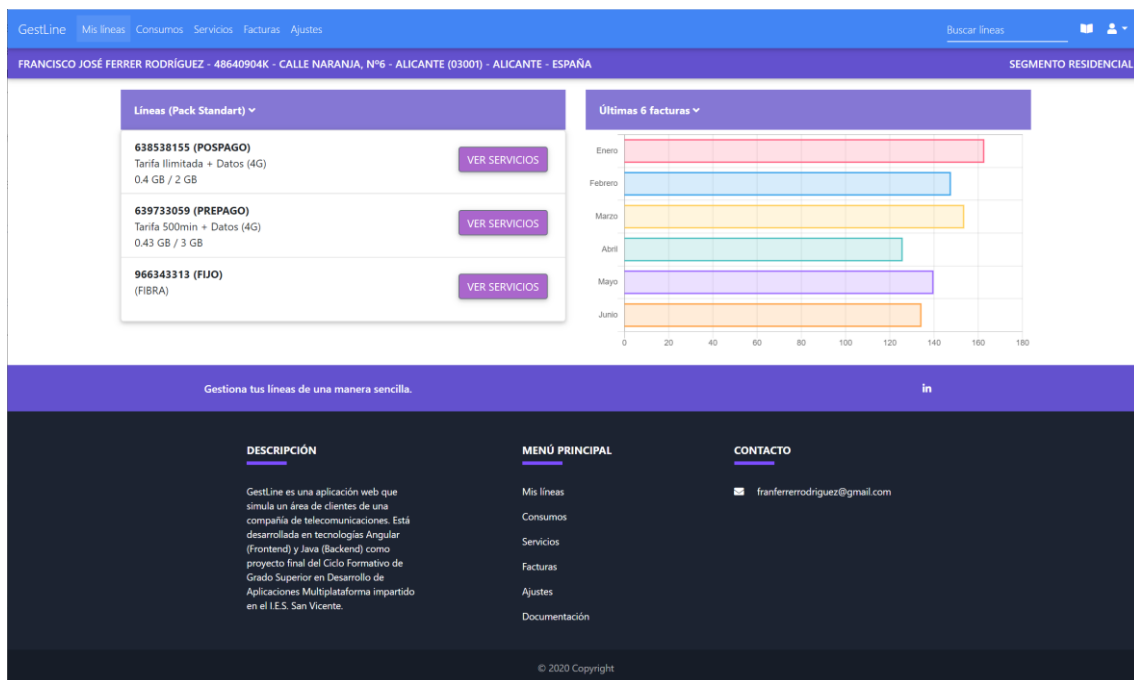 GestLine Mis líneas Consumos Servicios Facturas Ajustes Buscar líneas
FRANCISCO JOSÉ FERRER RODRÍGUEZ - 48640904K - CALLE NARANJA, Nº6 - ALICANTE (03001) - ALICANTE - ESPAÑA SEGMENTO RESIDENCIAL
Líneas (Pack Standart)
638538155 (POSPAGO)
Tarifa Ilimitada + Datos (4G)
0.4 GB / 2 GB
VER SERVICIOS
639733059 (PREPAGO)
Tarifa 500min + Datos (4G)
0.43 GB / 3 GB
VER SERVICIOS
966343313 (FIJO)
(FIBRA)
VER SERVICIOS
Últimas 6 facturas
Enero
Febrero
Marzo
Abril
Mayo
Junio
0 20 40 60 80 100 120 140 160 180
Gestiona tus líneas de una manera sencilla. in
DESCRIPCIÓN
GestLine es una aplicación web que
simula un área de clientes de una
compañía de telecomunicaciones. Está
desarrollada en tecnologías Angular
(Frontend) y Java (Backend) como
proyecto final del Ciclo Formativo de
Grado Superior en Desarrollo de
Aplicaciones Multiplataforma impartido
en el I.E.S. San Vicente.
MENÚ PRINCIPAL
Mis líneas
Consumos
Servicios
Facturas
Ajustes
Documentación
CONTACTO
franferrerrodriguez@gmail.com
© 2020 Copyright